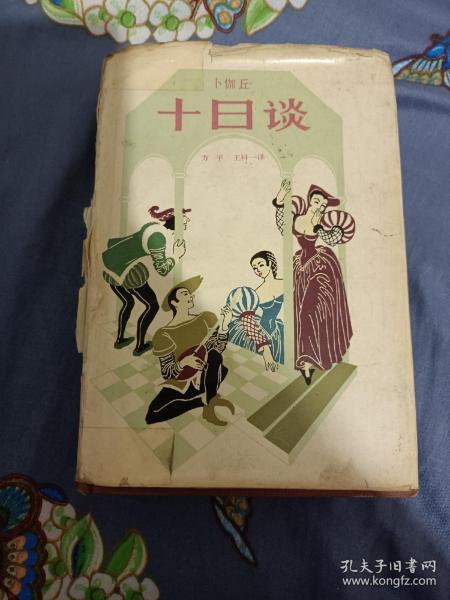 卜伽丘
十日谈
方平 王科一译
孔夫子旧书网
www.kongfz.com